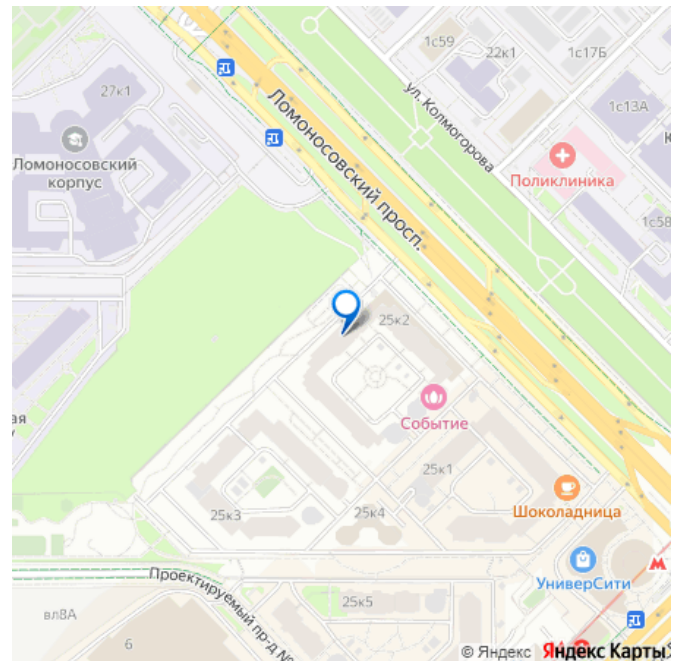 1с59
22к1
1с17Б
27к1
ул. Колмогорова
1с13А
Ломоносовский
корпус
Ломоносовский просп.
Поликлиника
1с58
25к2
Событие
ая
25к1
Шоколадница
25к3
25к4
М
УниверСити
Проектируемый пр-д №
25к5
вл8А
6
© Яндекс Яндекс Карты